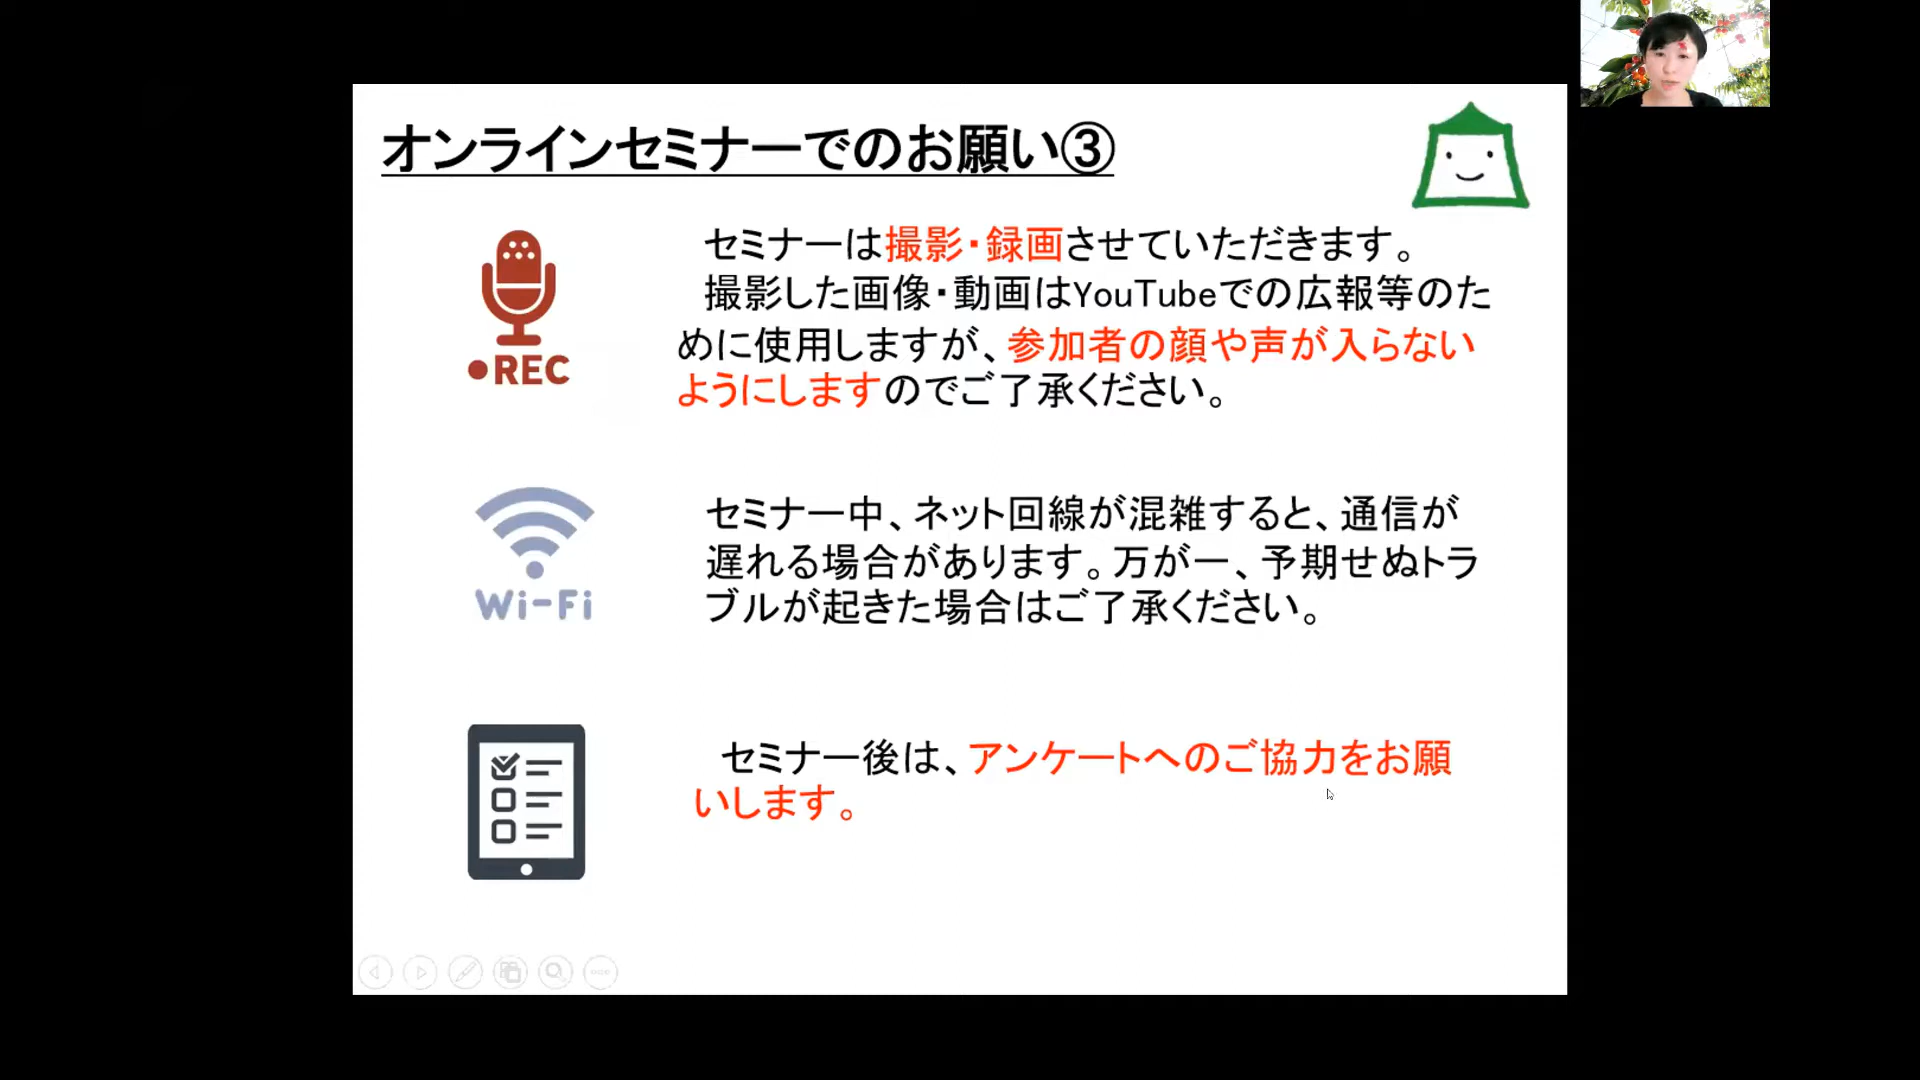 オンラインセミナーでのお願い③
セミナーは撮影・録画させていただきます。
撮影した画像・動画はYouTubeでの広報等のた
めに使用しますが、参加者の顔や声が入らない
ようにしますのでご了承ください。
●REC
セミナー中、ネット回線が混雑すると、通信が
遅れる場合があります。万が一、予期せぬトラ
ブルが起きた場合はご了承ください。
Wi-Fi
セミナー後は、アンケートへのご協力をお願
いします。